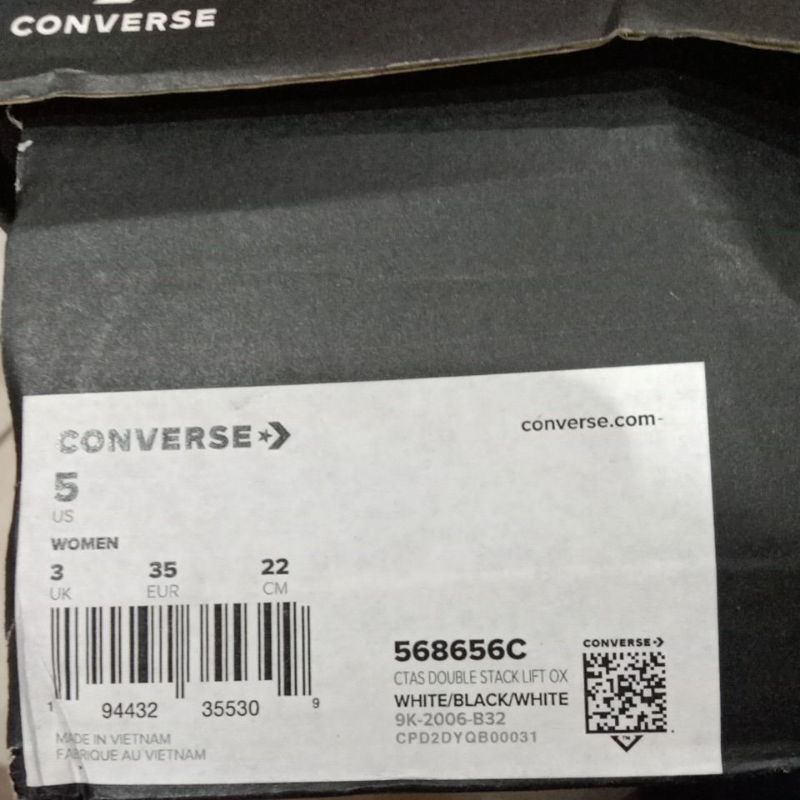 CONVERSE
CONVERSE
converse.com
5
US
WOMEN
3 35 22
UK EUR CM
1 94432 35530 9
MADE IN VIETNAM
FABRIQUE AU VIETNAM
568656C
CTAS DOUBLE STACK LIFT OX
WHITE/BLACK/WHITE
9K-2006-B32
CPD2DYQB00031
CONVERSE
TM